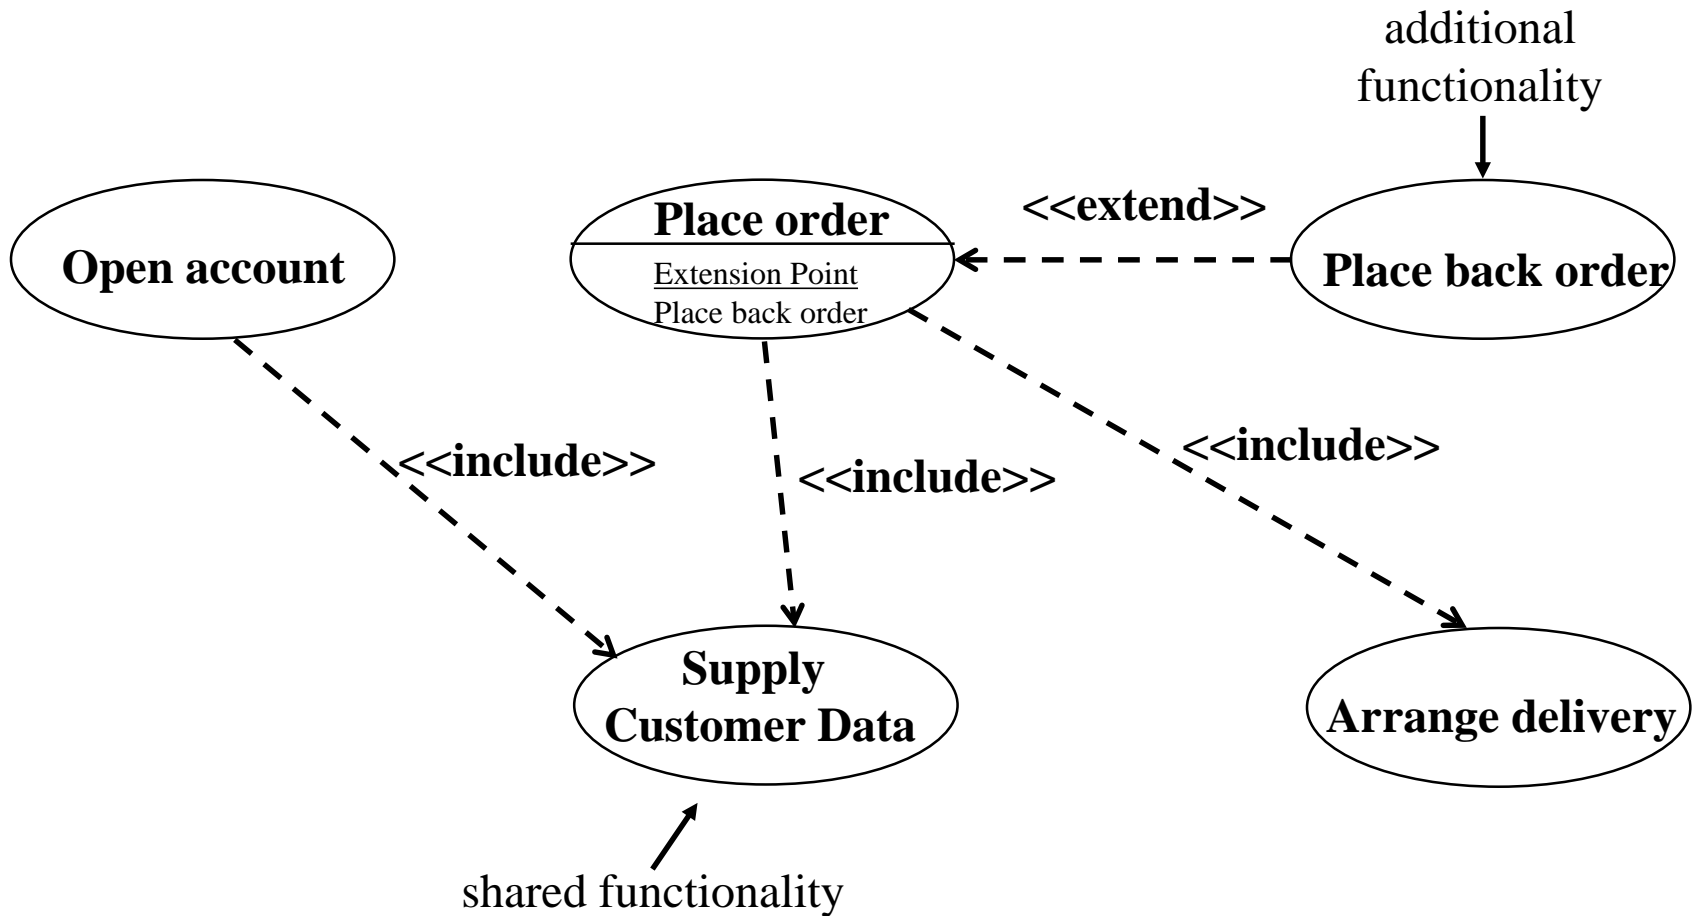 additional
functionality
<<extend>>
Open account
Place order
Extension Point
Place back order
Place back order
<<include>>
<<include>>
<<include>>
Supply
Customer Data
Arrange delivery
shared functionality